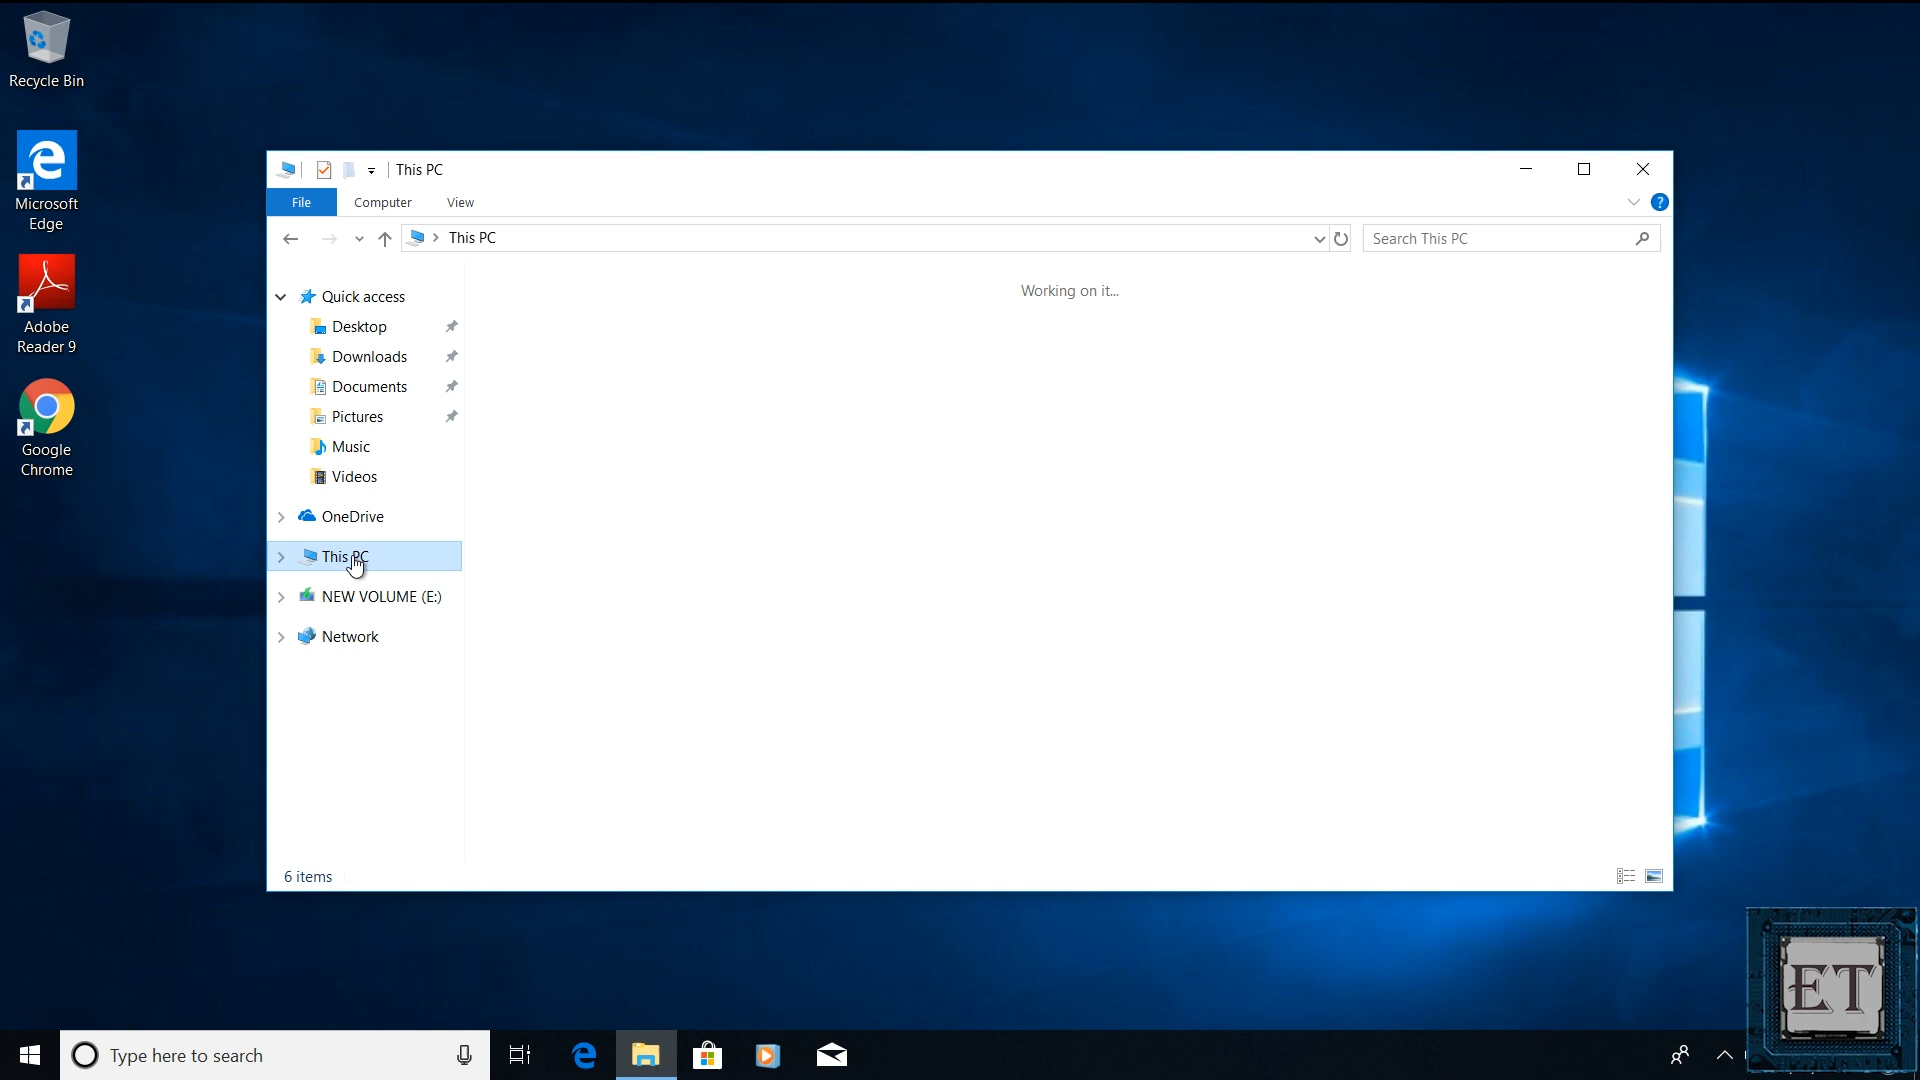 Recycle Bin
Microsoft
Edge
Adobe
Reader 9
Google
Chrome
This PC
File
Computer
View
?
This PC
Search This PC
Quick access
Desktop
Downloads
Documents
Pictures
Music
Videos
OneDrive
This PC
NEW VOLUME (E:)
Network
Working on it...
6 items
ET
Type here to search